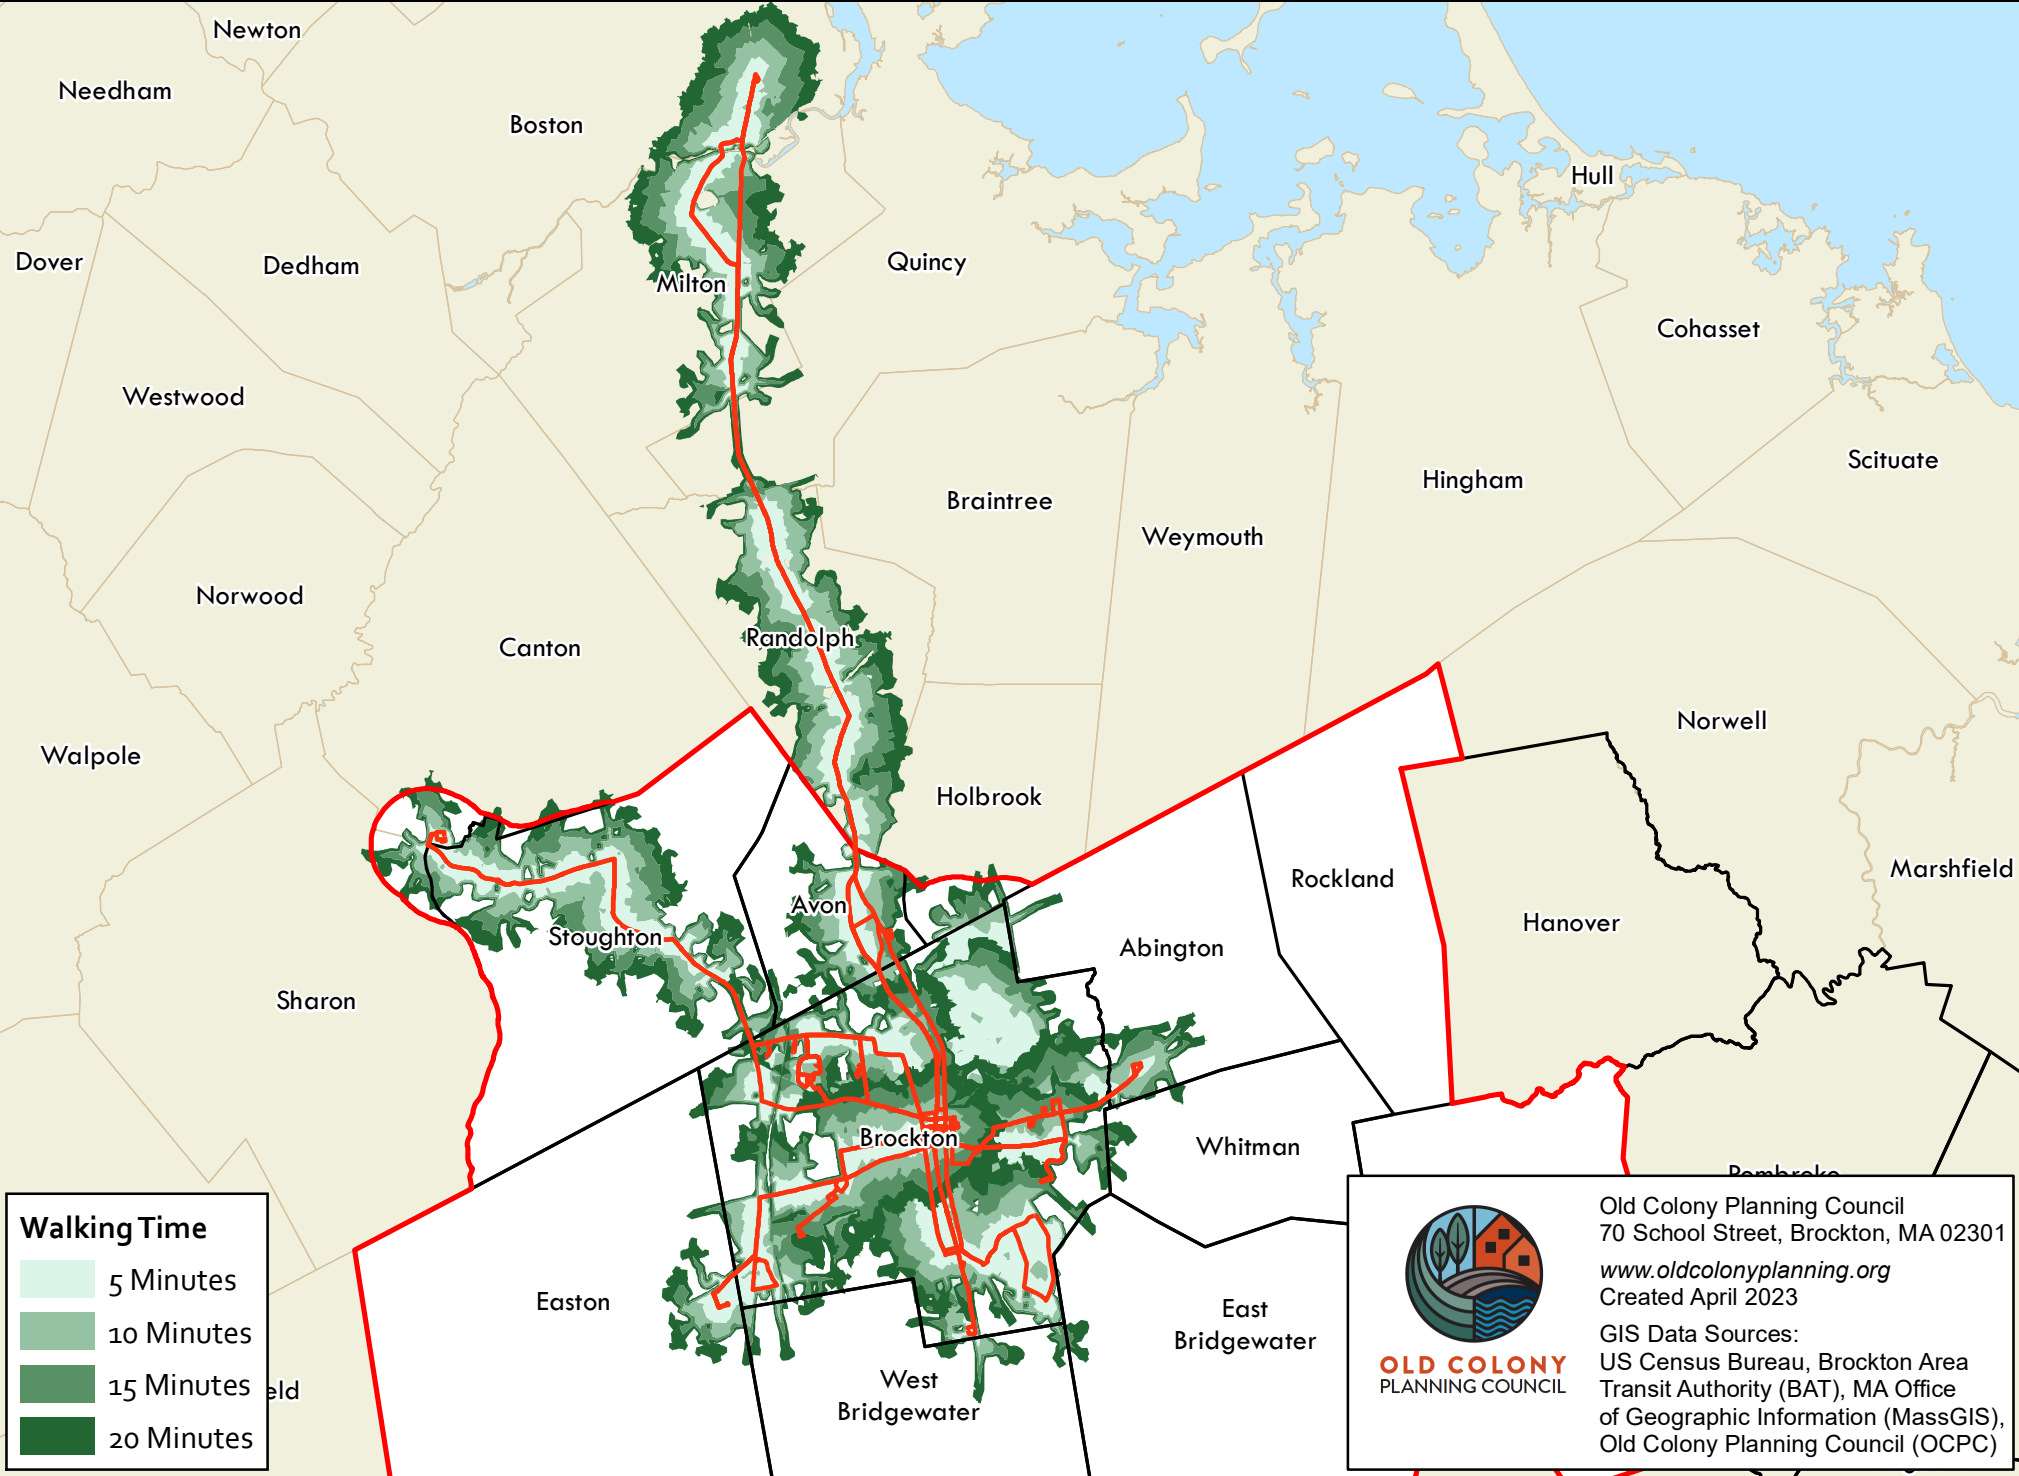 Newton
Needham
Boston
Hull
Dover
Dedham
Quincy
Milton
Cohasset
Westwood
Scituate
Hingham
Braintree
Weymouth
Norwood
Randolph
Canton
Norwell
Walpole
Holbrook
Marshfield
Rockland
Avon
Hanover
Stoughton
Abington
Sharon
Brockton
Whitman
Pembroke
Easton
East
Bridgewater
West
Bridgewater
eld
Walking Time
5 Minutes
10 Minutes
15 Minutes
20 Minutes
OLD COLONY
PLANNING COUNCIL
Old Colony Planning Council
70 School Street, Brockton, MA 02301
www.oldcolonyplanning.org
Created April 2023
GIS Data Sources:
US Census Bureau, Brockton Area
Transit Authority (BAT), MA Office
of Geographic Information (MassGIS),
Old Colony Planning Council (OCPC)